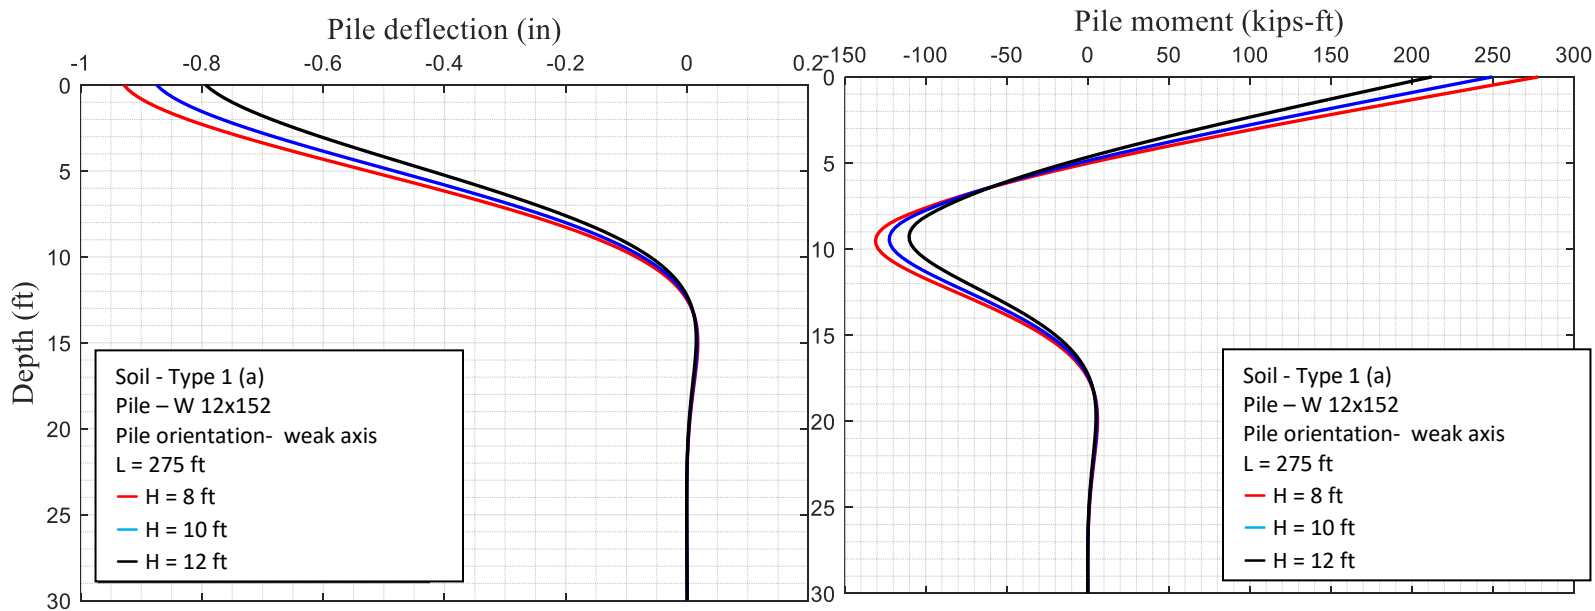 Pile deflection (in)
-1 -0.8 -0.6 -0.4 -0.2 0 0.2
0
5
10
15
20
25
30
Depth (ft)
Soil - Type 1 (a)
Pile – W 12x152
Pile orientation- weak axis
L = 275 ft
H = 8 ft
H = 10 ft
H = 12 ft
Pile moment (kips-ft)
-150 -100 -50 0 50 100 150 200 250 300
0
5
10
15
20
25
30
Soil - Type 1 (a)
Pile – W 12x152
Pile orientation- weak axis
L = 275 ft
H = 8 ft
H = 10 ft
H = 12 ft